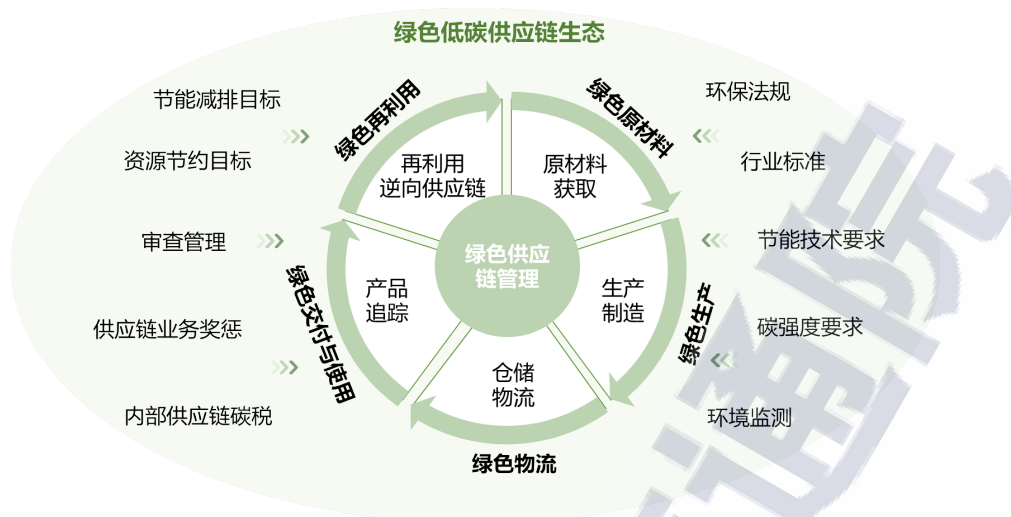 绿色低碳供应链生态
节能减排目标
资源节约目标
审查管理
供应链业务奖惩
内部供应链碳税
绿色再利用
绿色原材料
绿色生产
绿色物流
绿色交付与使用
再利用
逆向供应链
原材料
获取
生产
制造
仓储
物流
产品
追踪
绿色供应
链管理
环保法规
行业标准
节能技术要求
碳强度要求
环境监测
通院